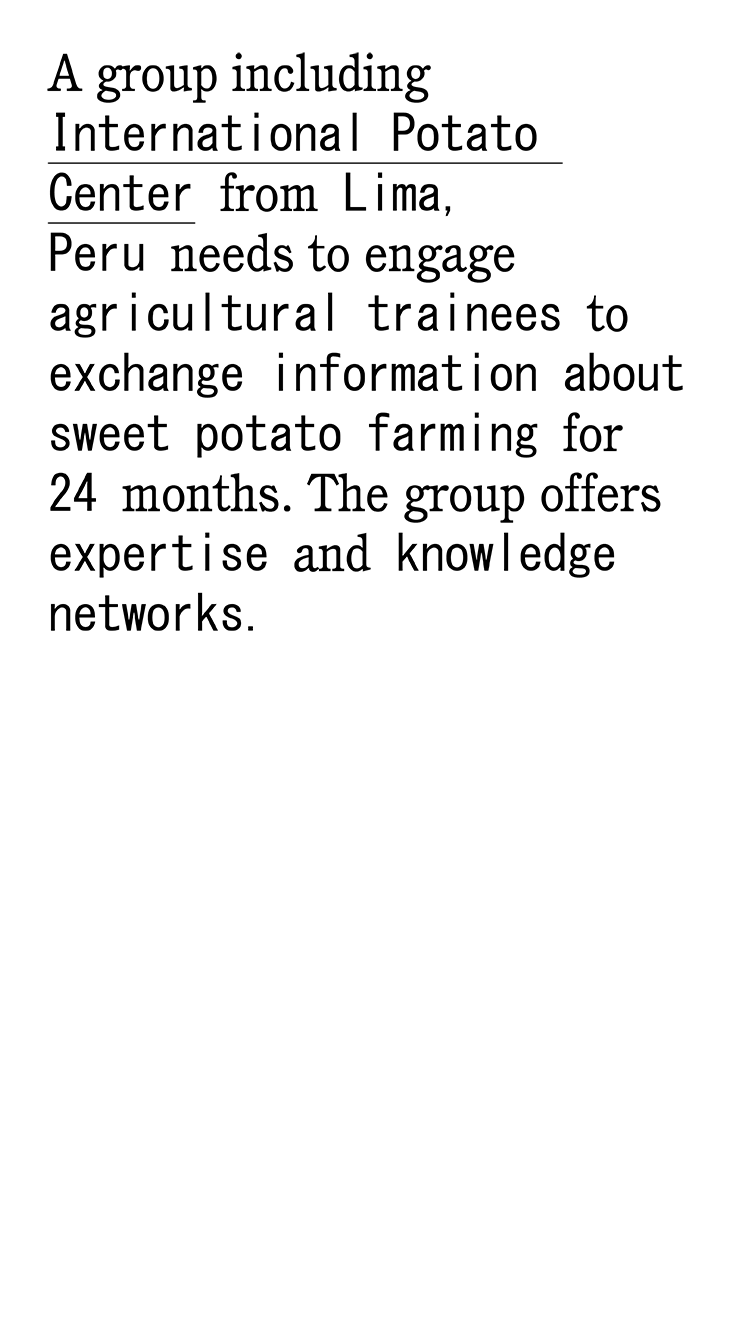 A group including
International Potato
Center from Lima,
Peru needs to engage
agricultural trainees to
exchange information about
sweet potato farming for
24 months. The group offers
expertise and knowledge
networks.